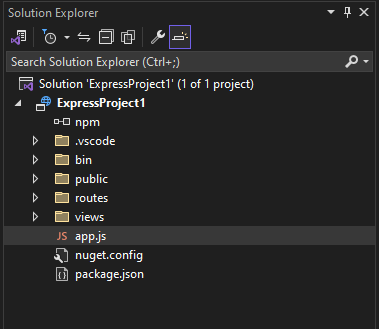 Solution Explorer
Search Solution Explorer (Ctrl+;)
Solution 'ExpressProject1' (1 of 1 project)
ExpressProject1
npm
.vscode
bin
public
routes
views
JS app.js
nuget.config
package.json